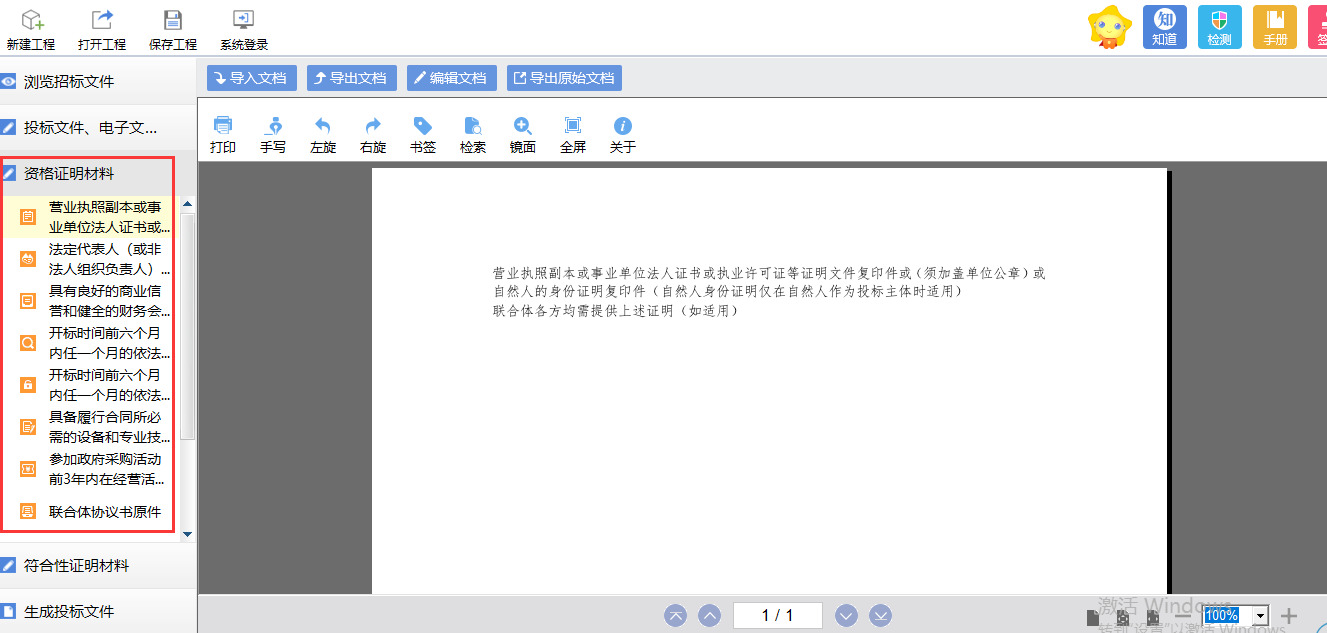 新建工程 打开工程 保存工程 系统登录
知
知道 检测 手册 签
浏览招标文件
投标文件、电子文...
资格证明材料
营业执照副本或事
业单位法人证书或...
法定代表人（或非
法人组织负责人）...
具有良好的商业信
誉和健全的财务会...
开标时间前六个月
内任一个月的依法...
开标时间前六个月
内任一个月的依法...
具备履行合同所必
需的设备和专业技...
参加政府采购活动
前3年内在经营活...
联合体协议书原件
符合性证明材料
生成投标文件
导入文档 导出文档 编辑文档 导出原始文档
打印 手写 左旋 右旋 书签 检索 镜面 全屏 关于
营业执照副本或事业单位法人证书或执业许可证等证明文件复印件或（须加盖单位公章）或
自然人的身份证明复印件（自然人身份证明仅在自然人作为投标主体时适用）
联合体各方均需提供上述证明（如适用）
1 / 1
100%
激活 Windows
转到"设置"以激活 Windows